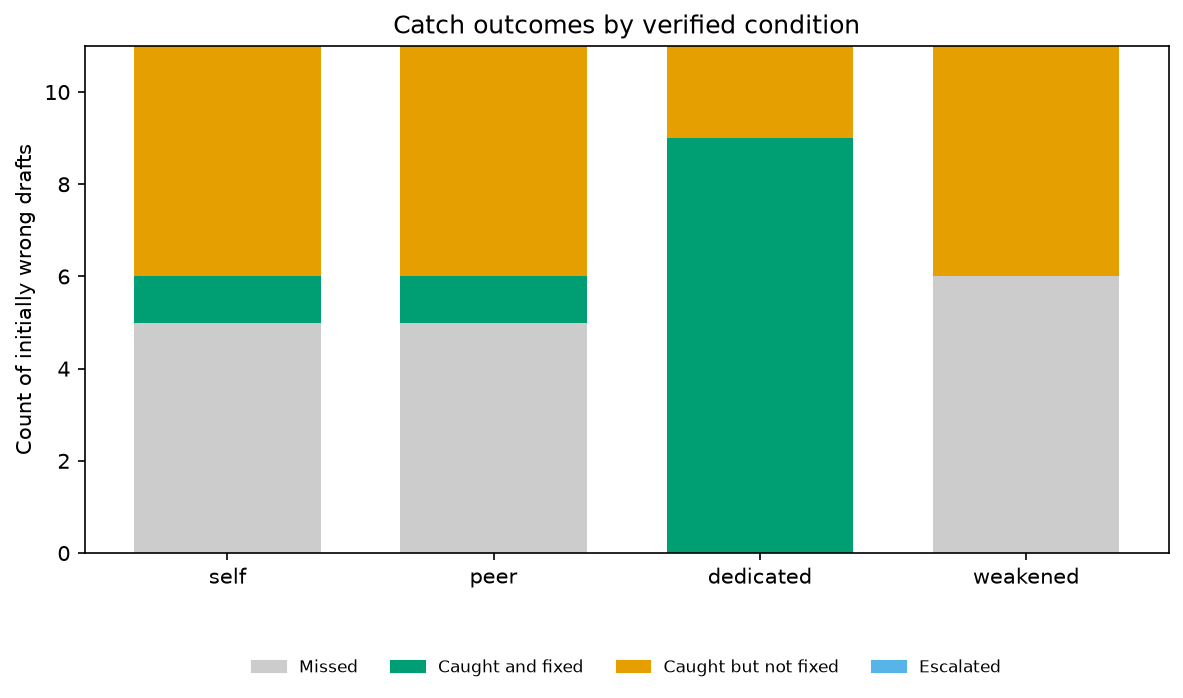 Catch outcomes by verified condition
Count of initially wrong drafts
10
8
6
4
2
0
self peer dedicated weakened
Missed Caught and fixed Caught but not fixed Escalated